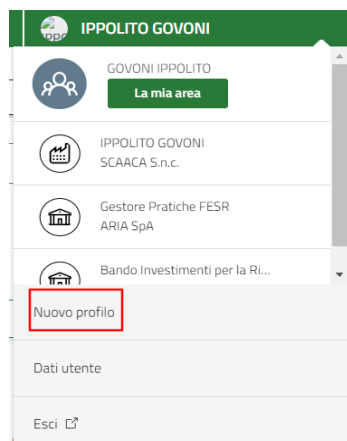 IPPOLITO GOVONI
GOVONI IPPOLITO
La mia area
IPPOLITO GOVONI
SCAACA S.n.c.
Gestore Pratiche FESR
ARIA SpA
Bando Investimenti per la Ri...
Nuovo profilo
Dati utente
Esci